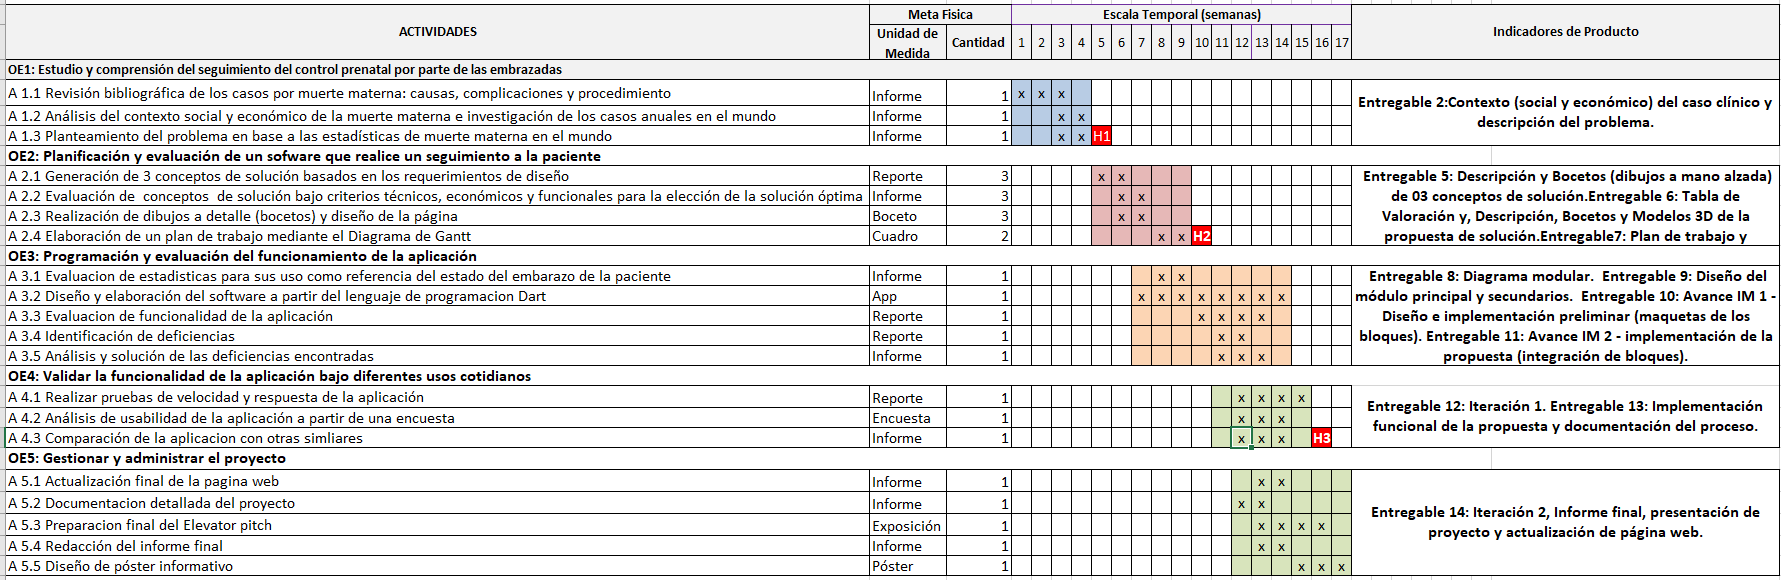 ACTIVIDADES Meta Fisica Escala Temporal (semanas) Indicadores de Producto
Unidad de Medida Cantidad 1 2 3 4 5 6 7 8 9 10 11 12 13 14 15 16 17
OE1: Estudio y comprensión del seguimiento del control prenatal por parte de las embrazadas
A 1.1 Revisión bibliográfica de los casos por muerte materna: causas, complicaciones y procedimiento Informe 1 x x x
A 1.2 Análisis del contexto social y económico de la muerte materna e investigación de los casos anuales en el mundo Informe 1 x x
A 1.3 Planteamiento del problema en base a las estadísticas de muerte materna en el mundo Informe 1 x x H1
Entregable 2:Contexto (social y económico) del caso clínico y
descripción del problema.
OE2: Planificación y evaluación de un sofware que realice un seguimiento a la paciente
A 2.1 Generación de 3 conceptos de solución basados en los requerimientos de diseño Reporte 3 x x
A 2.2 Evaluación de conceptos de solución bajo criterios técnicos, económicos y funcionales para la elección de la solución óptima Informe 3 x x
A 2.3 Realización de dibujos a detalle (bocetos) y diseño de la página Boceto 3 x x
A 2.4 Elaboración de un plan de trabajo mediante el Diagrama de Gantt Cuadro 2 x x H2
Entregable 5: Descripción y Bocetos (dibujos a mano alzada)
de 03 conceptos de solución.Entregable 6: Tabla de
Valoración y, Descripción, Bocetos y Modelos 3D de la
propuesta de solución.Entregable7: Plan de trabajo y
OE3: Programación y evaluación del funcionamiento de la aplicación
A 3.1 Evaluacion de estadisticas para sus uso como referencia del estado del embarazo de la paciente Informe 1 x x
A 3.2 Diseño y elaboración del software a partir del lenguaje de programacion Dart App 1 x x x x x x x x
A 3.3 Evaluacion de funcionalidad de la aplicación Reporte 1 x x x x
A 3.4 Identificación de deficiencias Reporte 1 x x
A 3.5 Análisis y solución de las deficiencias encontradas Informe 1 x x x
Entregable 8: Diagrama modular. Entregable 9: Diseño del
módulo principal y secundarios. Entregable 10: Avance IM 1 -
Diseño e implementación preliminar (maquetas de los
bloques). Entregable 11: Avance IM 2 - implementación de la
propuesta (integración de bloques).
OE4: Validar la funcionalidad de la aplicación bajo diferentes usos cotidianos
A 4.1 Realizar pruebas de velocidad y respuesta de la aplicación Reporte 1 x x x x
A 4.2 Análisis de usabilidad de la aplicación a partir de una encuesta Encuesta 1 x x x
A 4.3 Comparación de la aplicacion con otras simliares Informe 1 x x x H3
Entregable 12: Iteración 1. Entregable 13: Implementación
funcional de la propuesta y documentación del proceso.
OE5: Gestionar y administrar el proyecto
A 5.1 Actualización final de la pagina web Informe 1 x x
A 5.2 Documentacion detallada del proyecto Informe 1 x x
A 5.3 Preparacion final del Elevator pitch Exposición 1 x x x x
A 5.4 Redacción del informe final Informe 1 x x
A 5.5 Diseño de póster informativo Póster 1 x x x
Entregable 14: Iteración 2, Informe final, presentación de
proyecto y actualización de página web.